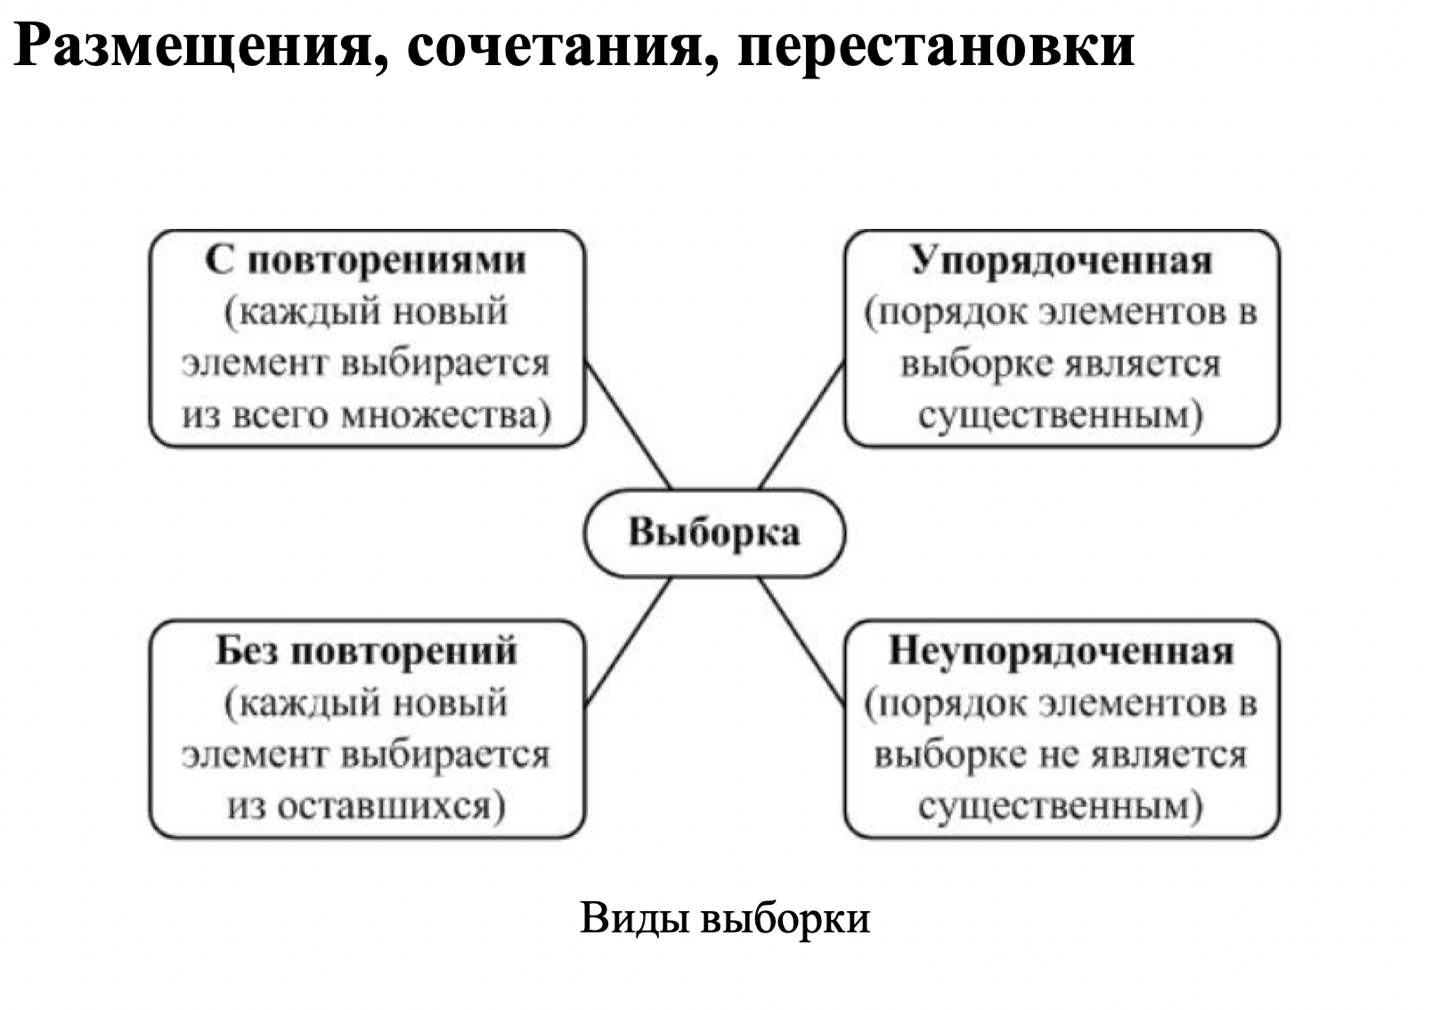 Размещения, сочетания, перестановки
С повторениями
(каждый новый
элемент выбирается
из всего множества)
Упорядоченная
(порядок элементов в
выборке является
существенным)
Выборка
Без повторений
(каждый новый
элемент выбирается
из оставшихся)
Неупорядоченная
(порядок элементов в
выборке не является
существенным)
Виды выборки